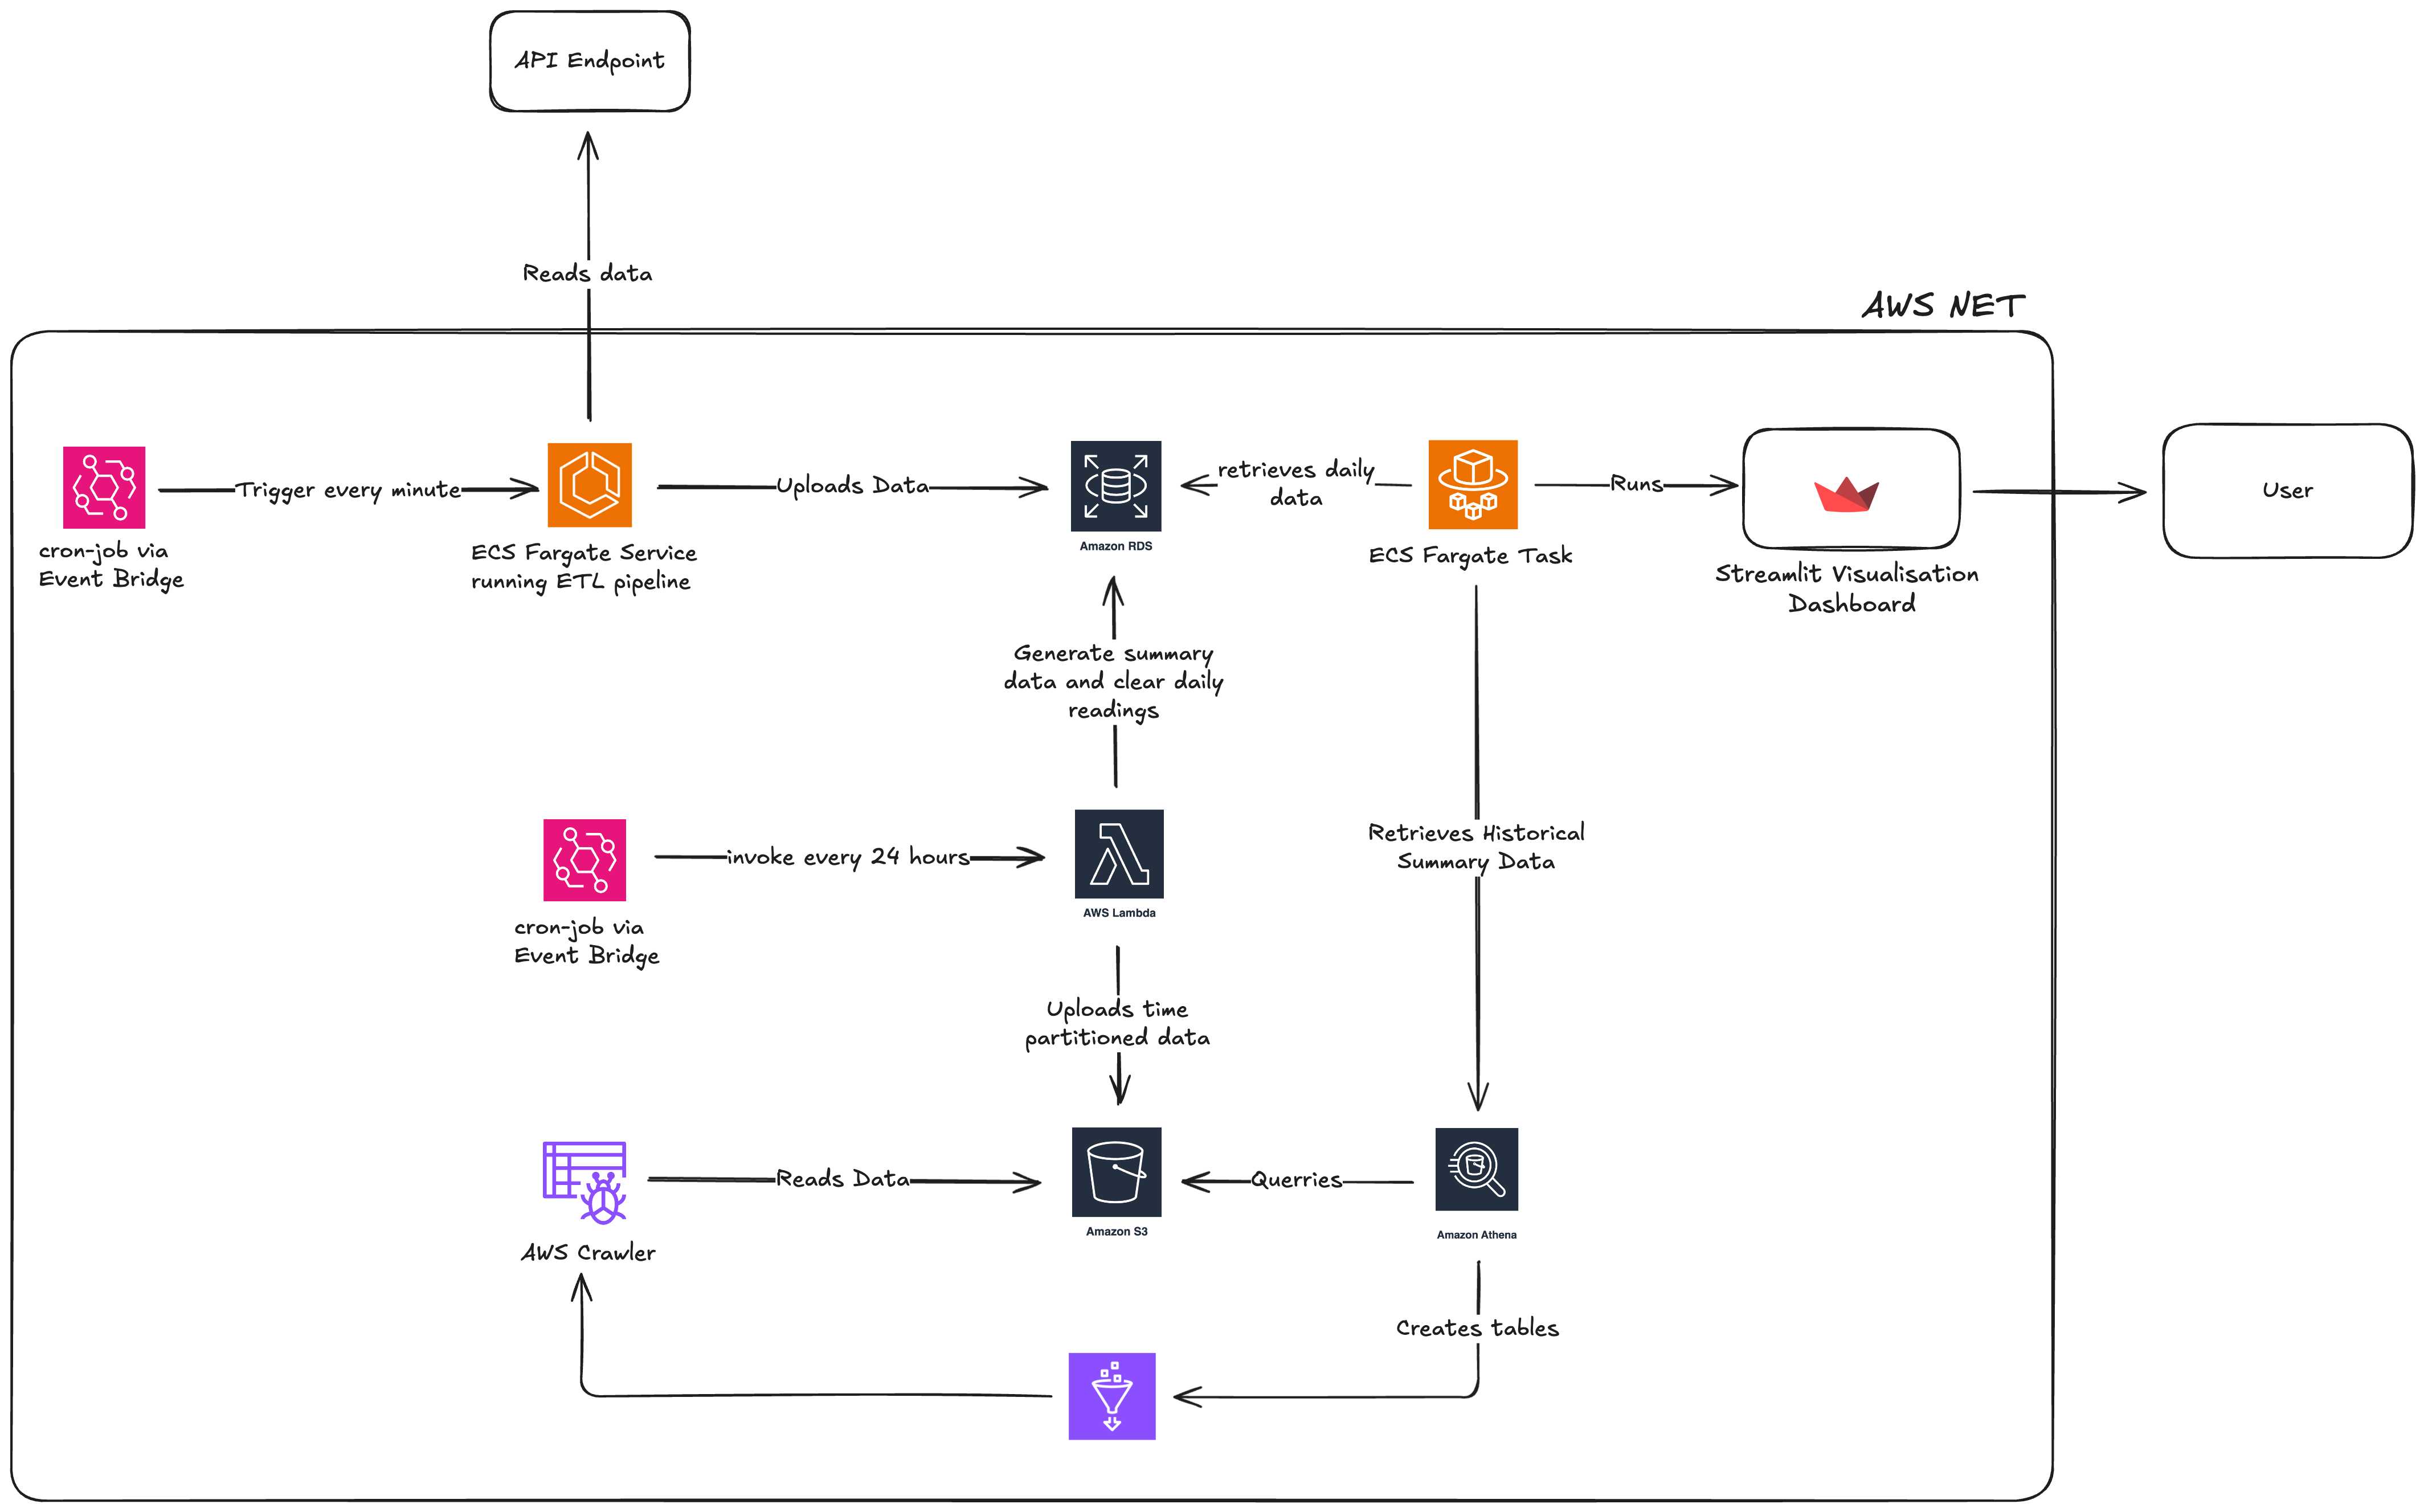 API Endpoint
Reads data
AWS NET
Trigger every minute
cron-job via
Event Bridge
ECS Fargate Service
running ETL pipeline
Uploads Data
Amazon RDS
retrieves daily
data
ECS Fargate Task
Runs
Streamlit Visualisation
Dashboard
User
Generate summary
data and clear daily
readings
cron-job via
Event Bridge
invoke every 24 hours
AWS Lambda
Retrieves Historical
Summary Data
Uploads time
partitioned data
AWS Crawler
Reads Data
Amazon S3
Querries
Amazon Athena
Creates tables